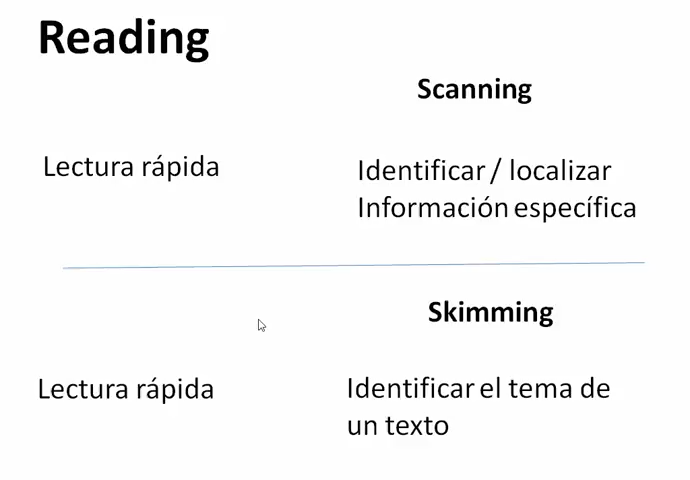 Reading
Scanning
Lectura rápida
Identificar / localizar
Información específica
Skimming
Lectura rápida
Identificar el tema de
un texto